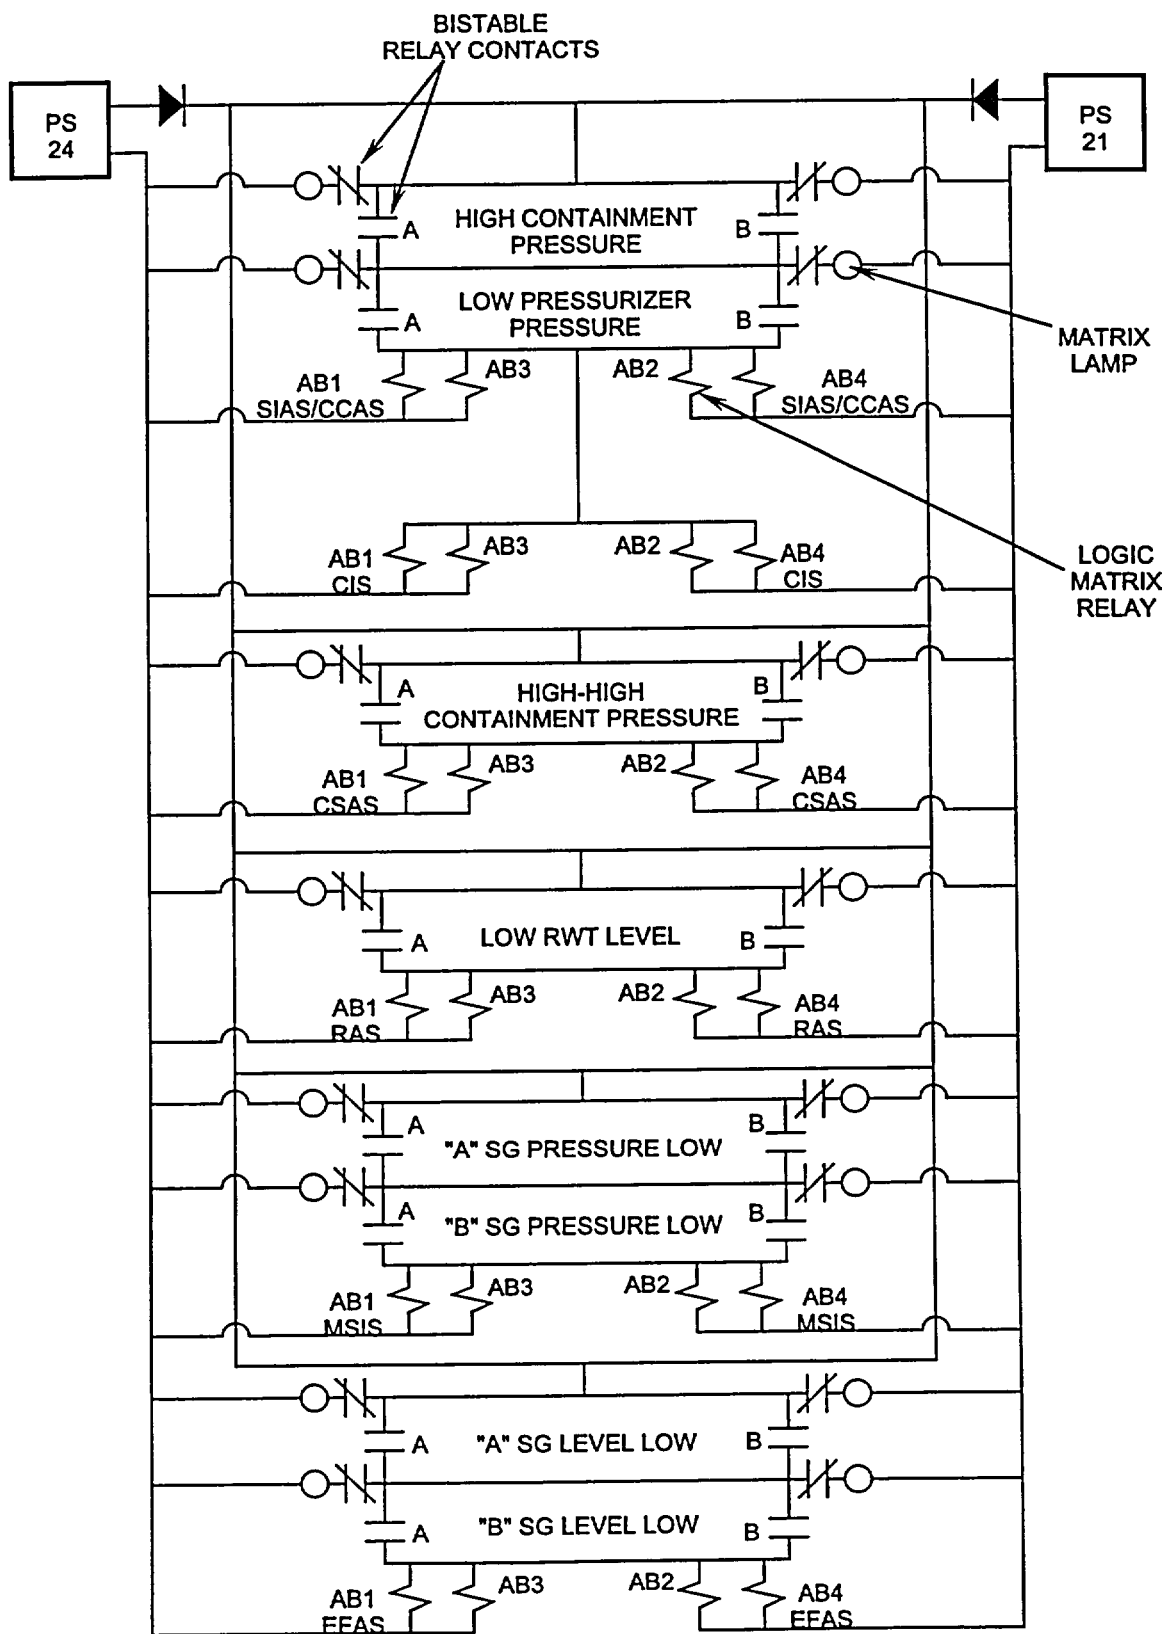 BISTABLE
RELAY CONTACTS
PS
24
PS
21
A
HIGH CONTAINMENT
PRESSURE
B
A
LOW PRESSURIZER
PRESSURE
B
MATRIX
LAMP
AB1
SIAS/CCAS
AB3
AB2
AB4
SIAS/CCAS
AB1
CIS
AB3
AB2
AB4
CIS
LOGIC
MATRIX
RELAY
A
HIGH-HIGH
CONTAINMENT PRESSURE
B
AB1
CSAS
AB3
AB2
AB4
CSAS
A
LOW RWT LEVEL
B
AB1
RAS
AB3
AB2
AB4
RAS
A
"A" SG PRESSURE LOW
B
A
"B" SG PRESSURE LOW
B
AB1
MSIS
AB3
AB2
AB4
MSIS
A
"A" SG LEVEL LOW
B
A
"B" SG LEVEL LOW
B
AB1
EFAS
AB3
AB2
AB4
EFAS